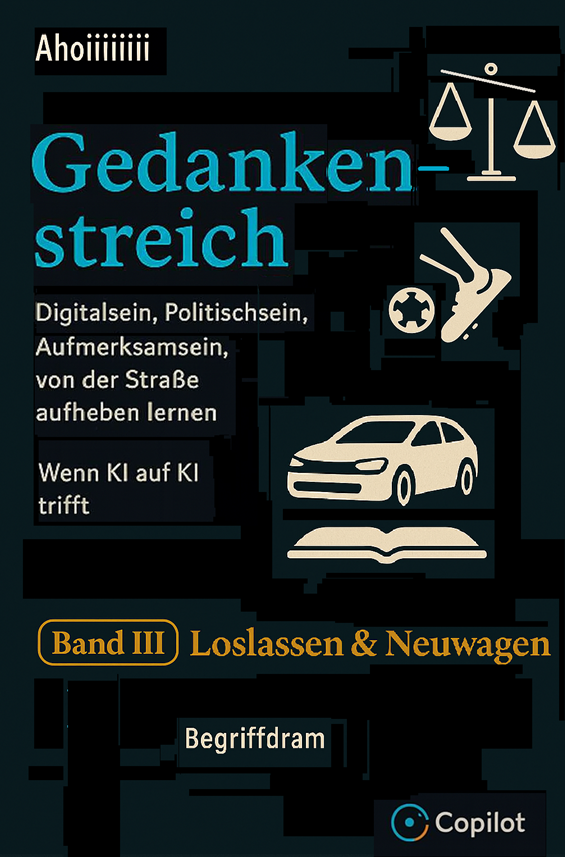 Ahoiiiiiiii
Gedanken-
streich
Digitalsein, Politischsein,
Aufmerksamsein,
von der Straße
aufheben lernen
Wenn KI auf KI
trifft
Band III Loslassen & Neuwagen
Begriffdram
Copilot